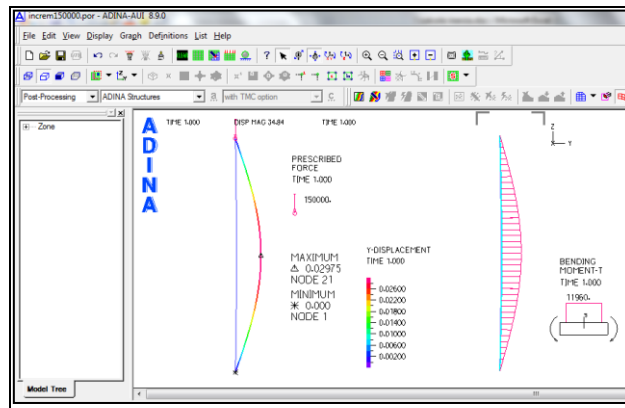 increm150000.por - ADINA-AUI 8.9.0
File Edit View Display Graph Definitions List Help
Post-Processing ADINA Structures with TMC option
Zone
Model Tree
ADINA
TIME 1.000 DISP MAG 34.84 TIME 1.000
PRESCRIBED
FORCE
TIME 1.000
150000.
MAXIMUM
0.02975
NODE 21
MINIMUM
0.000
NODE 1
Y-DISPLACEMENT
TIME 1.000
0.02600
0.02200
0.01800
0.01400
0.01000
0.00600
0.00200
Z
Y
BENDING
MOMENT-T
TIME 1.000
11960.